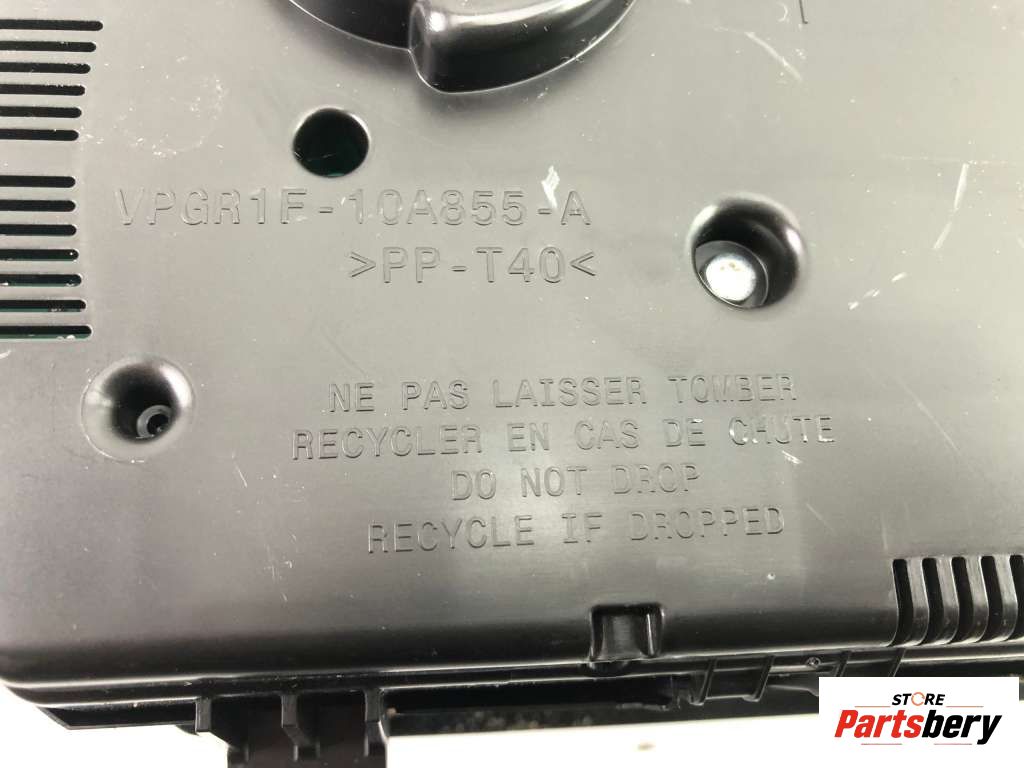 VPGR1F-10A855-A
>PP-T40<
NE PAS LAISSER TOMBER
RECYCLER EN CAS DE CHUTE
DO NOT DROP
RECYCLE IF DROPPED
STORE
Partsbery